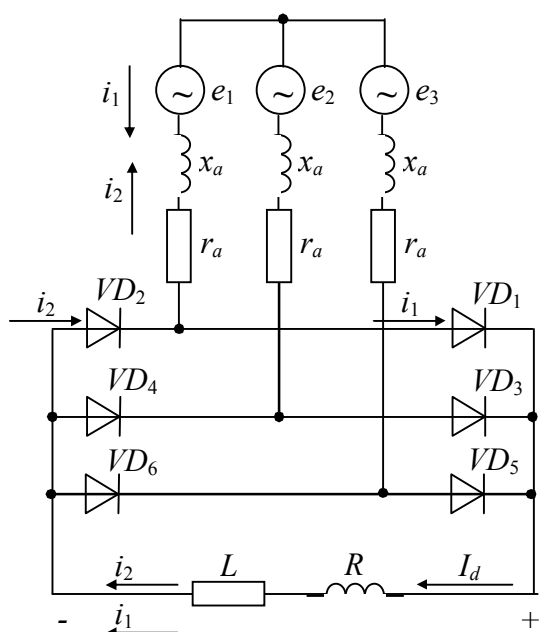 i₁ ~ e₁ ~ e₂ ~ e₃
i₂ xₐ xₐ xₐ
rₐ rₐ rₐ
i₂ VD₂ i₁ VD₁
VD₄ VD₃
VD₆ VD₅
i₂ L R I_d
- i₁ +